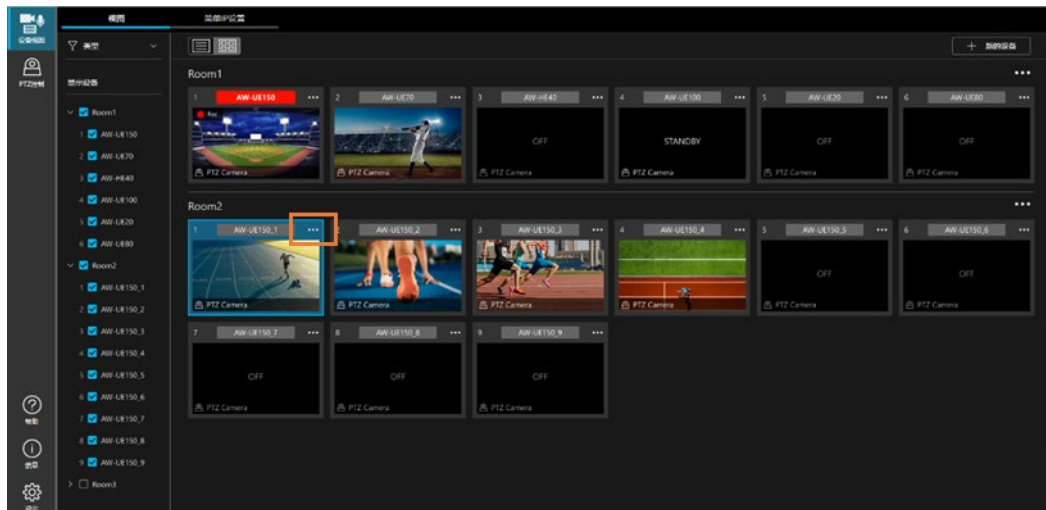 视图
简单IP设置
设备视图
类型
新的设备
PTZ控制
显示设备
Room1
1 AW-UE150
2 AW-UE70
3 AW-HE40
4 AW-UE100
5 AW-UE20
6 AW-UE80
Room2
1 AW-UE150_1
2 AW-UE150_2
3 AW-UE150_3
4 AW-UE150_4
5 AW-UE150_5
6 AW-UE150_6
7 AW-UE150_7
8 AW-UE150_8
9 AW-UE150_9
Room3
帮助
信息
Room1
1 AW-UE150
Rec
PTZ Camera
2 AW-UE70
PTZ Camera
3 AW-HE40
OFF
PTZ Camera
4 AW-UE100
STANDBY
PTZ Camera
5 AW-UE20
OFF
PTZ Camera
6 AW-UE80
OFF
PTZ Camera
Room2
1 AW-UE150_1
PTZ Camera
2 AW-UE150_2
PTZ Camera
3 AW-UE150_3
PTZ Camera
4 AW-UE150_4
PTZ Camera
5 AW-UE150_5
OFF
PTZ Camera
6 AW-UE150_6
OFF
PTZ Camera
7 AW-UE150_7
OFF
PTZ Camera
8 AW-UE150_8
OFF
PTZ Camera
9 AW-UE150_9
OFF
PTZ Camera